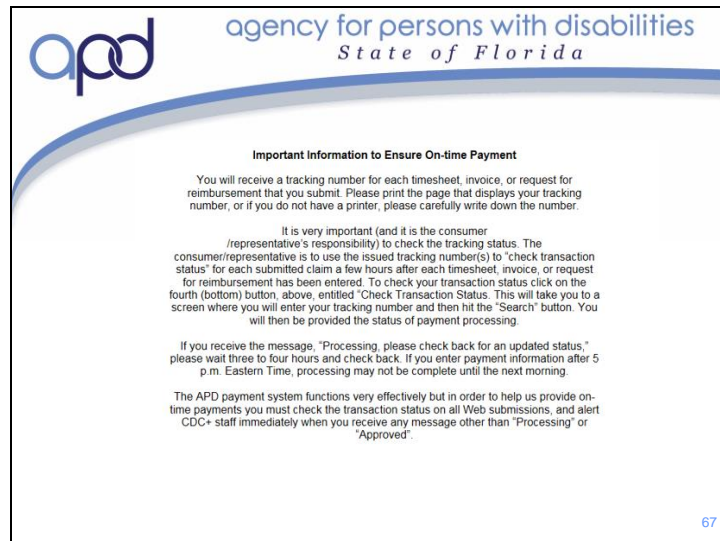 apd
agency for persons with disabilities
State of Florida
Important Information to Ensure On-time Payment
You will receive a tracking number for each timesheet, invoice, or request for
reimbursement that you submit. Please print the page that displays your tracking
number, or if you do not have a printer, please carefully write down the number.
It is very important (and it is the consumer
/representative's responsibility) to check the tracking status. The
consumer/representative is to use the issued tracking number(s) to "check transaction
status" for each submitted claim a few hours after each timesheet, invoice, or request
for reimbursement has been entered. To check your transaction status click on the
fourth (bottom) button, above, entitled "Check Transaction Status. This will take you to a
screen where you will enter your tracking number and then hit the "Search" button. You
will then be provided the status of payment processing.
If you receive the message, "Processing, please check back for an updated status,"
please wait three to four hours and check back. If you enter payment information after 5
p.m. Eastern Time, processing may not be complete until the next morning.
The APD payment system functions very effectively but in order to help us provide on-
time payments you must check the transaction status on all Web submissions, and alert
CDC+ staff immediately when you receive any message other than "Processing" or
"Approved".
67